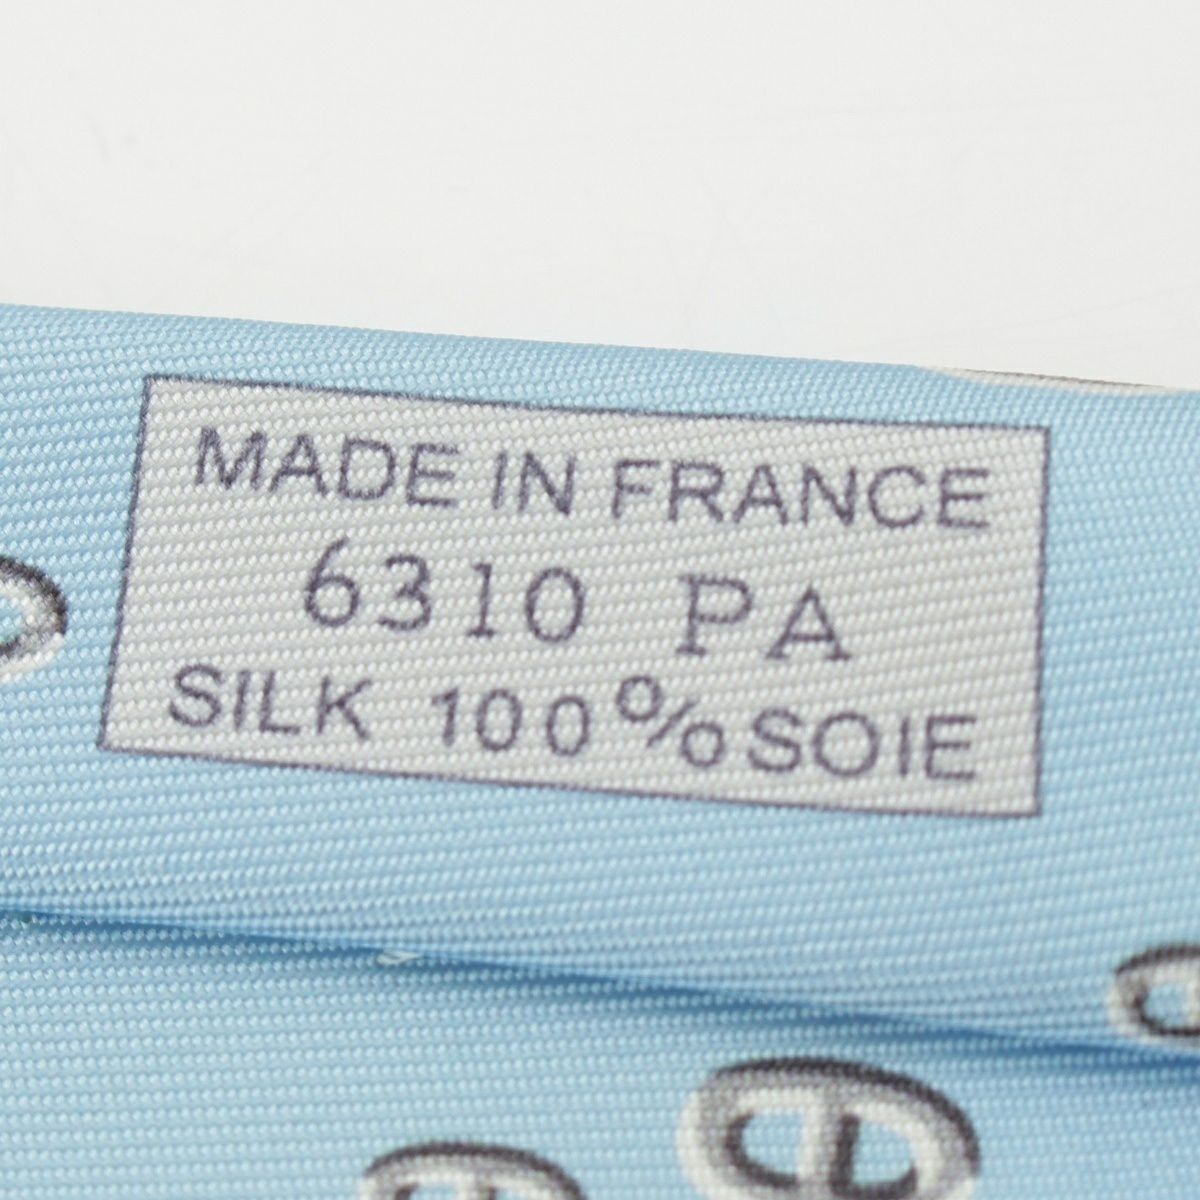 MADE IN FRANCE
6310 PA
SILK 100% SOIE